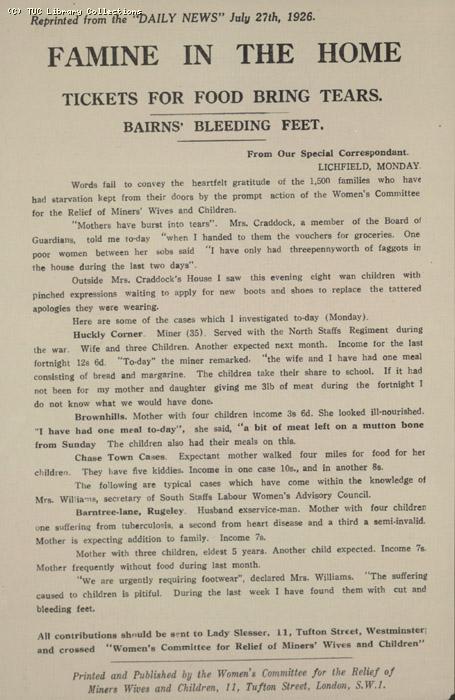 (C) TUC Library Collections
Reprinted from the "DAILY NEWS" July 27th, 1926.
FAMINE IN THE HOME
TICKETS FOR FOOD BRING TEARS.
BAIRNS' BLEEDING FEET.
From Our Special Correspondant.
LICHFIELD, MONDAY.
Words fail to convey the heartfelt gratitude of the 1,500 families who have
had starvation kept from their doors by the prompt action of the Women's Committee
for the Relief of Miners' Wives and Children.
"Mothers have burst into tears". Mrs. Craddock, a member of the Board of
Guardians, told me to-day "when I handed to them the vouchers for groceries. One
poor women between her sobs said "I have only had threepennyworth of faggots in
the house during the last two days".
Outside Mrs. Craddock's House I saw this evening eight wan children with
pinched expressions waiting to apply for new boots and shoes to replace the tattered
apologies they were wearing.
Here are some of the cases which I investigated to-day (Monday).
Huckly Corner. Miner (35). Served with the North Staffs Regiment during
the war. Wife and three Children. Another expected next month. Income for the last
fortnight 12s 6d. "To-day" the miner remarked. "the wife and I have had one meal
consisting of bread and margarine. The children take their share to school. If it had
not been for my mother and daughter giving me 3lb of meat during the fortnight I
do not know what we would have done.
Brownhills. Mother with four children income 3s 6d. She looked ill-nourished.
"I have had one meal to-day", she said, "a bit of meat left on a mutton bone
from Sunday The children also had their meals on this.
Chase Town Cases. Expectant mother walked four miles for food for her
children. They have five kiddies. Income in one case 10s., and in another 8s.
The following are typical cases which have come within the knowledge of
Mrs. Williams, secretary of South Staffs Labour Women's Advisory Council.
Barntree-lane, Rugeley. Husband exservice-man. Mother with four children
one suffering from tuberculosis, a second from heart disease and a third a semi-invalid.
Mother is expecting addition to family. Income 7s.
Mother with three children, eldest 5 years. Another child expected. Income 7s.
Mother frequently without food during last month.
"We are urgently requiring footwear", declared Mrs. Williams. "The suffering
caused to children is pitiful. During the last week I have found them with cut and
bleeding feet.
All contributions should be sent to Lady Slesser, 11, Tufton Street, Westminster;
and crossed "Women's Committee for Relief of Miners' Wives and Children"
Printed and Published by the Women's Committee for the Relief of
Miners Wives and Children, 11, Tufton Street, London, S.W.1.